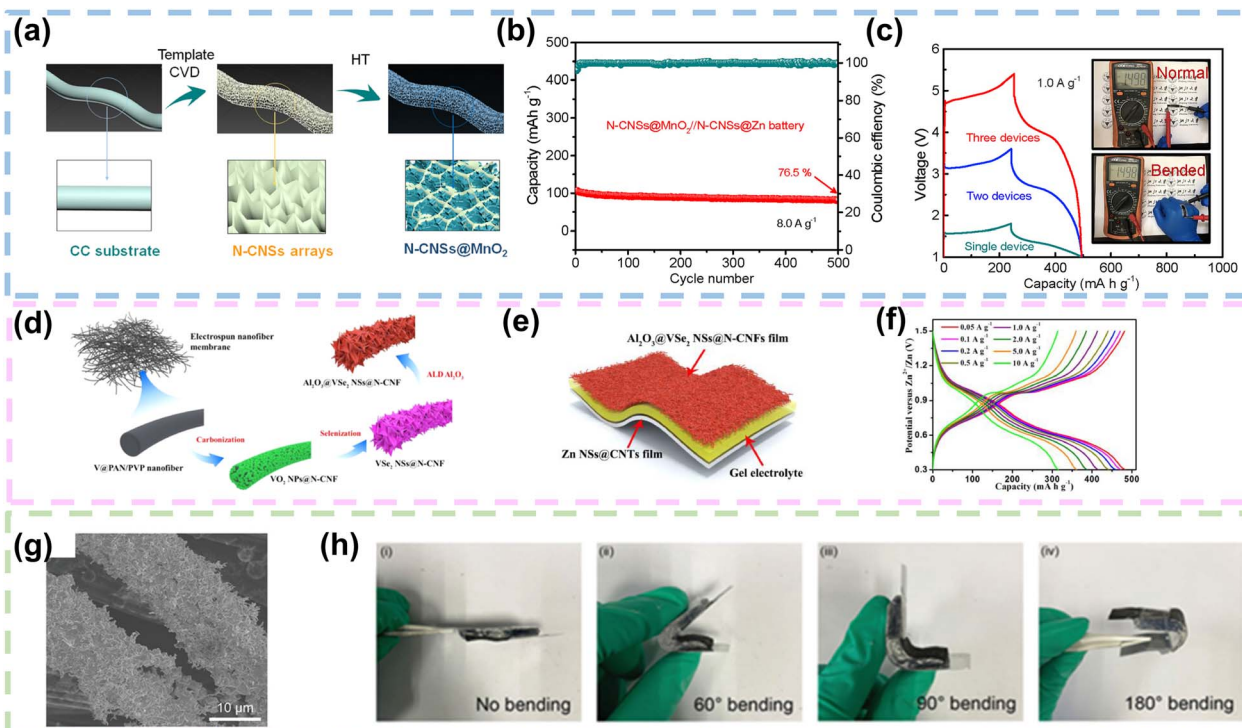 (a)
Template
CVD
HT
CC substrate
N-CNSs arrays
N-CNSs@MnO₂
(b)
Capacity (mAh g⁻¹)
450
400
300
200
100
0
0 100 200 300 400 500
Cycle number
100
80
60
40
20
0
Coulombic effiency (%)
N-CNSs@MnO₂//N-CNSs@Zn battery
76.5 %
8.0 A g⁻¹
(c)
Voltage (V)
6
5
4
3
2
1
0 200 400 600 800 1000
Capacity (mA h g⁻¹)
1.0 A g⁻¹
Three devices
Two devices
Single device
Normal
1498
Bended
1498
(d)
Electrospun nanofiber
membrane
V@PAN/PVP nanofiber
Carbonization
VO₂ NPs@N-CNF
Selenization
VSe₂ NSs@N-CNF
ALD Al₂O₃
Al₂O₃@VSe₂ NSs@N-CNF
(e)
Al₂O₃@VSe₂ NSs@N-CNFs film
Zn NSs@CNTs film
Gel electrolyte
(f)
Potential versus Zn²⁺/Zn (V)
1.5
1.2
0.9
0.6
0.3
0 100 200 300 400 500
Capacity (mA h g⁻¹)
0.05 A g⁻¹ 1.0 A g⁻¹
0.1 A g⁻¹ 2.0 A g⁻¹
0.2 A g⁻¹ 5.0 A g⁻¹
0.5 A g⁻¹ 10 A g⁻¹
(g)
10 μm
(h)
(i)
No bending
(ii)
60° bending
(iii)
90° bending
(iv)
180° bending